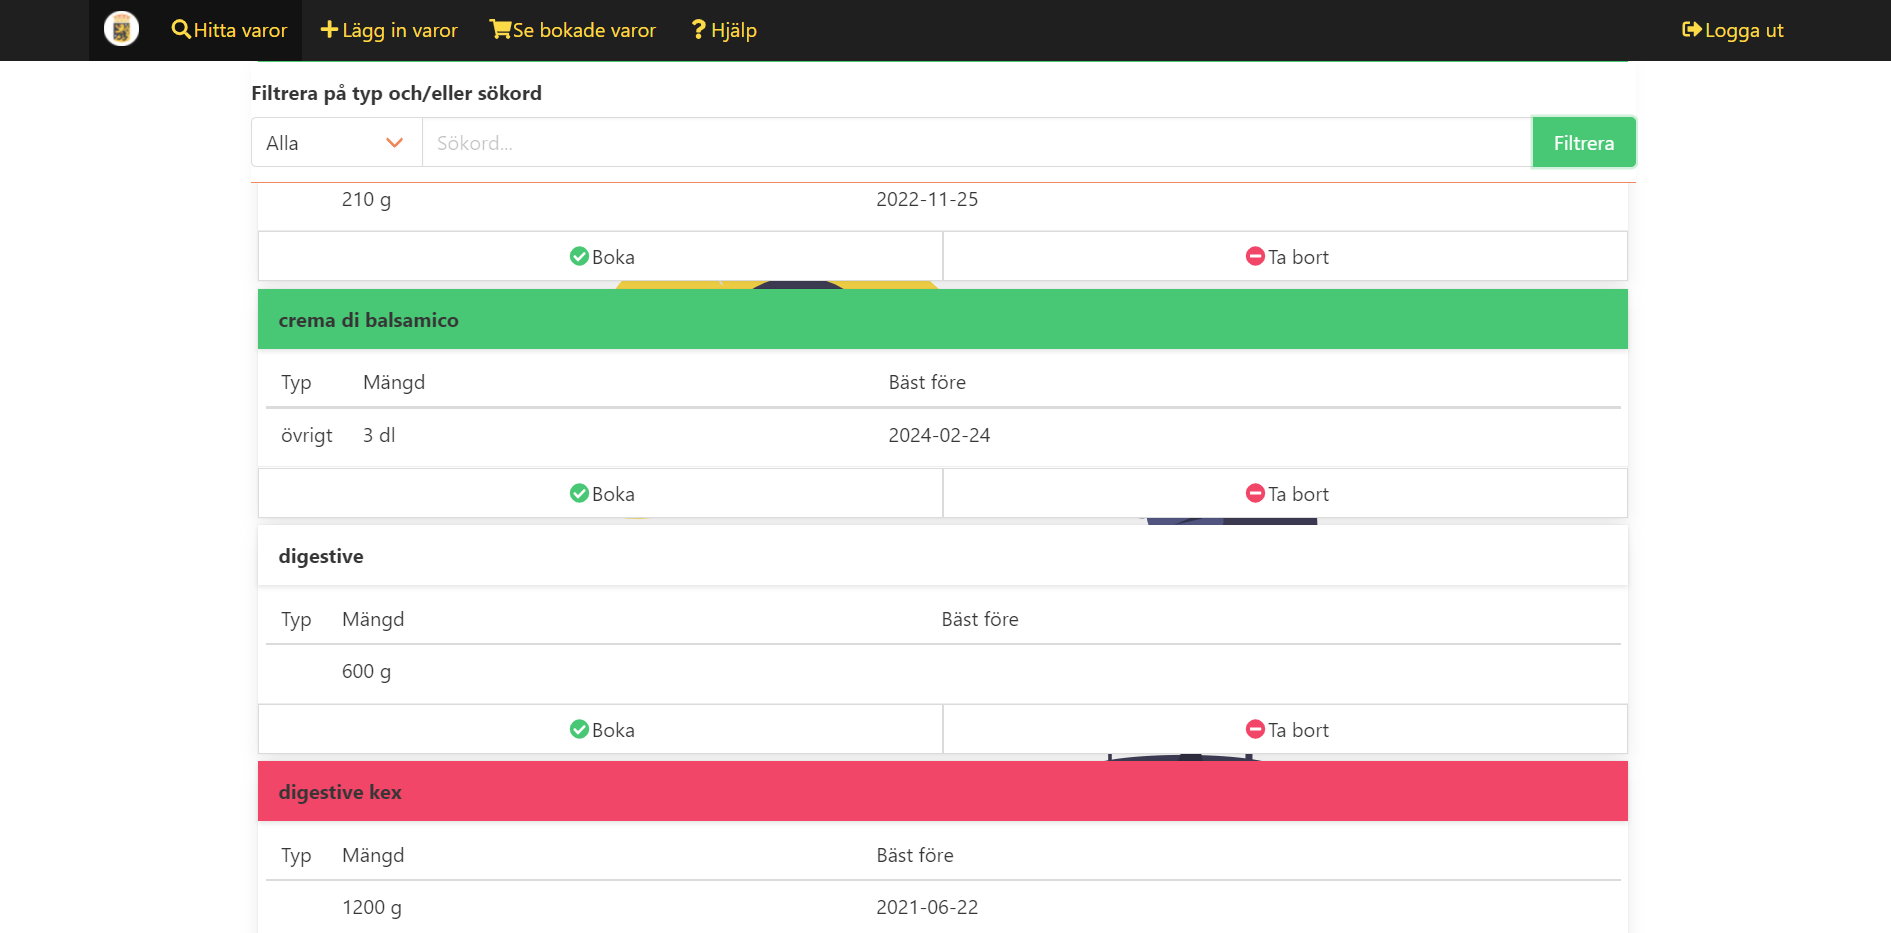 Hitta varor Lägg in varor Se bokade varor Hjälp Logga ut
Filtrera på typ och/eller sökord
Alla Sökord... Filtrera
210 g 2022-11-25
Boka Ta bort
crema di balsamico
Typ Mängd Bäst före
övrigt 3 dl 2024-02-24
Boka Ta bort
digestive
Typ Mängd Bäst före
600 g
Boka Ta bort
digestive kex
Typ Mängd Bäst före
1200 g 2021-06-22